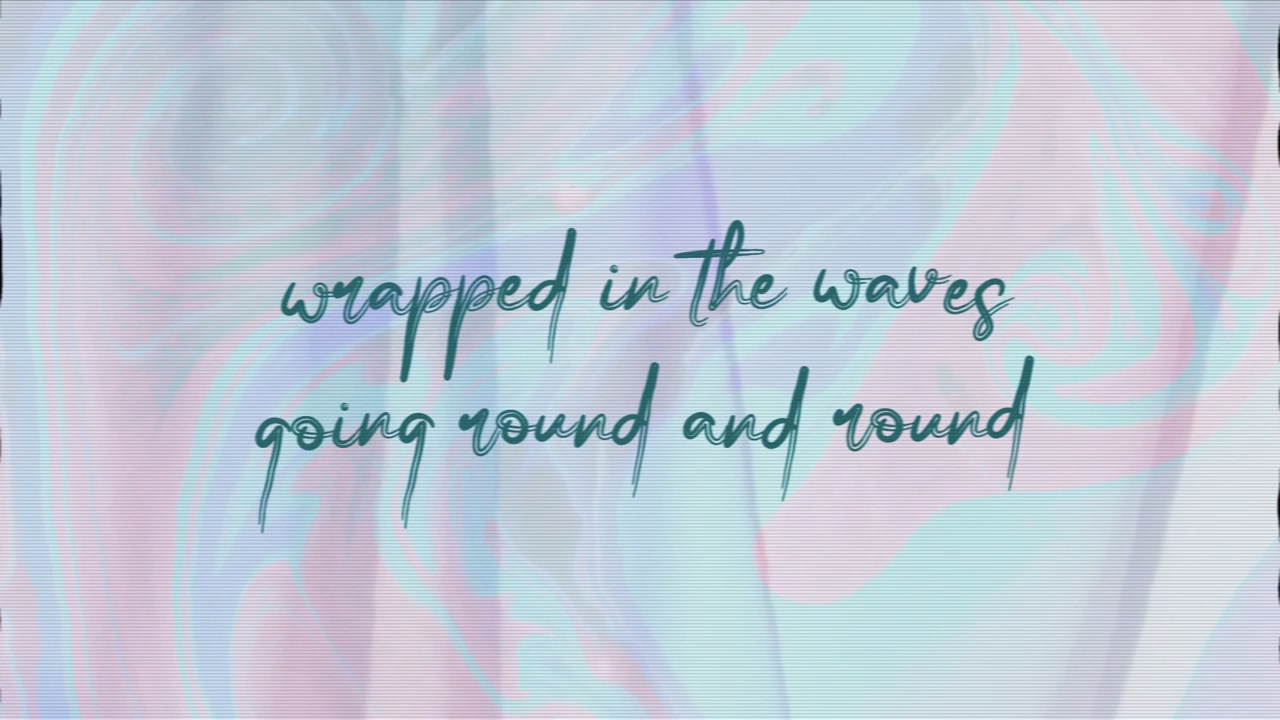 wrapped in the waves
going round and round